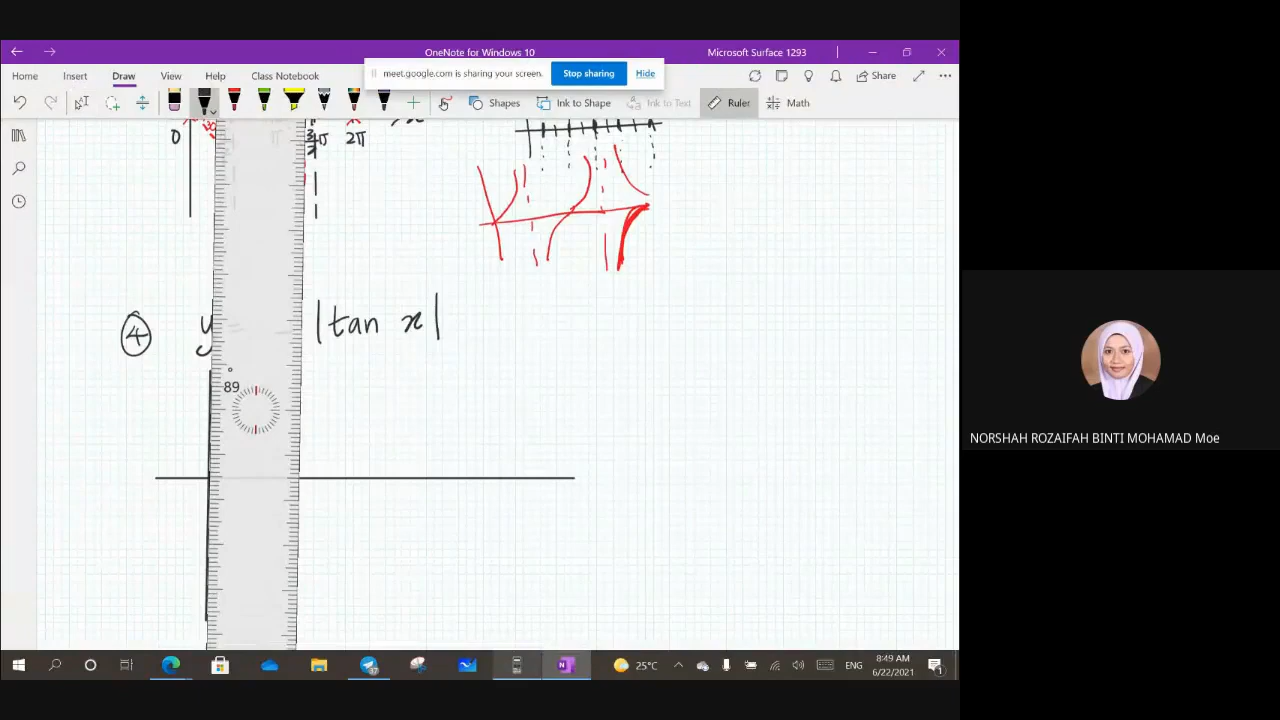 OneNote for Windows 10
Microsoft Surface 1293
meet.google.com is sharing your screen.
Stop sharing
Hide
Home
Insert
Draw
View
Help
Class Notebook
Share
Shapes
Ink to Shape
Ink to Text
Ruler
Math
0
2π
④ y |tan x|
89°
NORSHAH ROZAIFAH BINTI MOHAMAD Moe
25°C
ENG
8:49 AM
6/22/2021